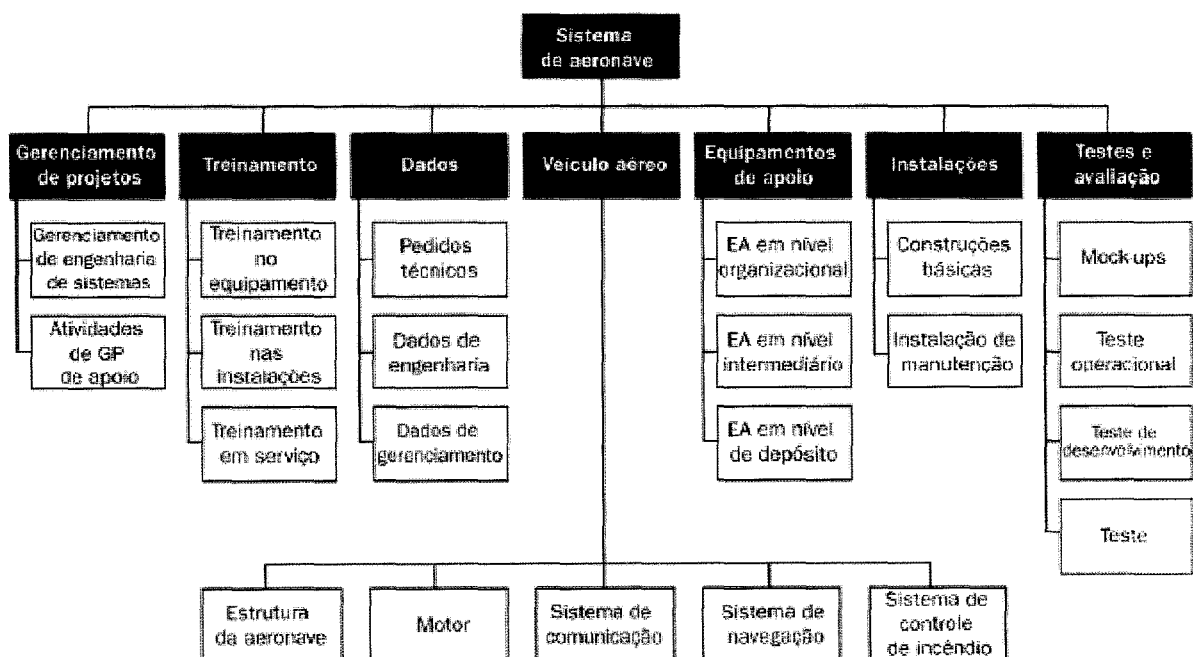 Sistema
de aeronave
Gerenciamento
de projetos
Treinamento
Dados
Veículo aéreo
Equipamentos
de apoio
Instalações
Testes e
avaliação
Gerenciamento
de engenharia
de sistemas
Atividades
de GP
de apoio
Treinamento
no
equipamento
Treinamento
nas
instalações
Treinamento
em serviço
Pedidos
técnicos
Dados de
engenharia
Dados de
gerenciamento
EA em nível
organizacional
EA em nível
intermediário
EA em nível
de depósito
Construções
básicas
Instalação de
manutenção
Mock-ups
Teste
operacional
Teste de
desenvolvimento
Teste
Estrutura
da aeronave
Motor
Sistema de
comunicação
Sistema de
navegação
Sistema de
controle
de incêndio